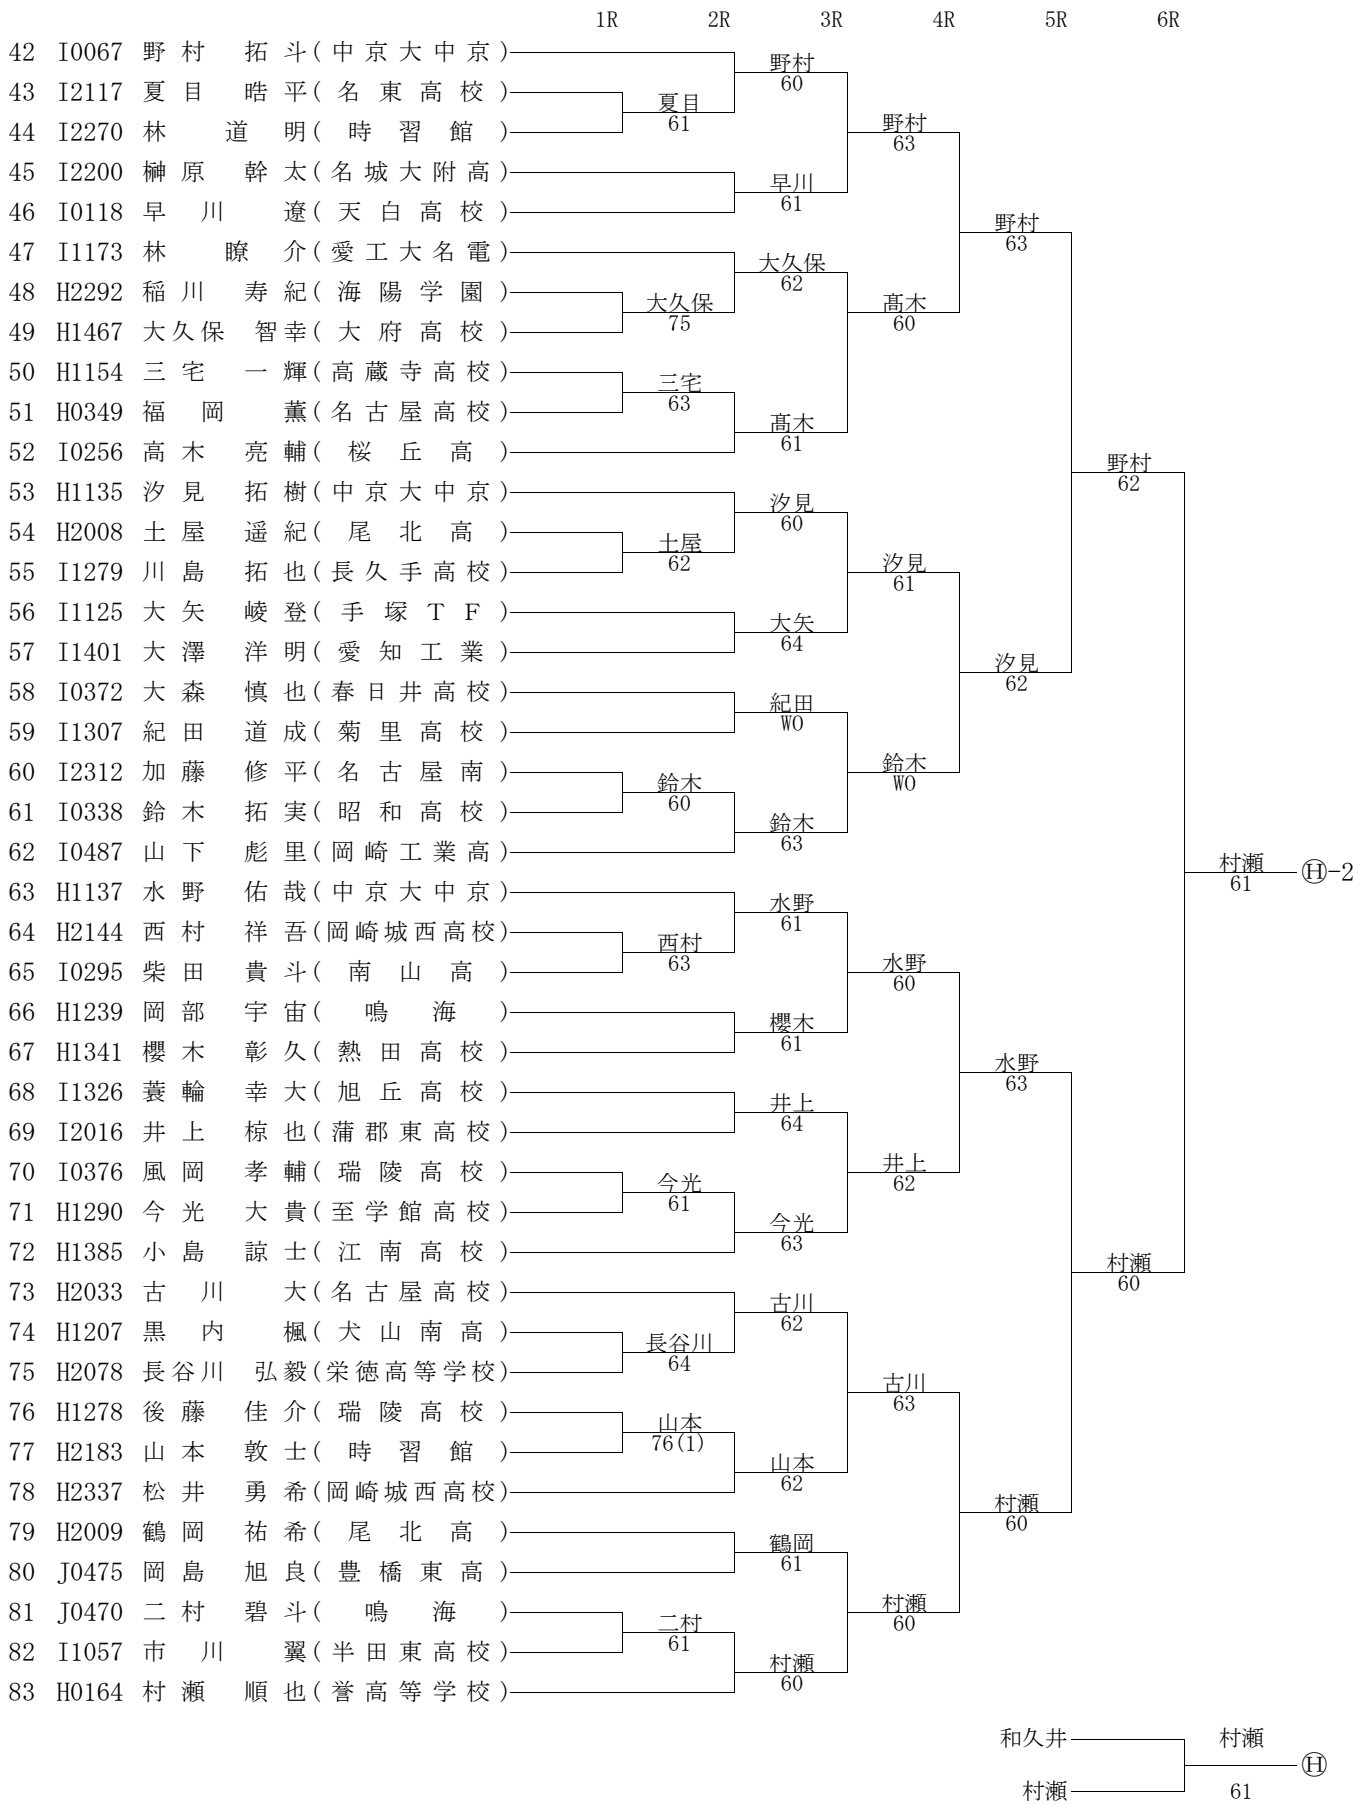 1R 2R 3R 4R 5R 6R
42 I0067 野村 拓斗(中京大中京)
野村
60
43 I2117 夏目 晧平(名東高校)
夏目
61
44 I2270 林 道明(時習館)
野村
63
45 I2200 榊原 幹太(名城大附高)
早川
61
46 I0118 早川 遼(天白高校)
野村
63
47 I1173 林 瞭介(愛工大名電)
大久保
62
48 H2292 稲川 寿紀(海陽学園)
大久保
75
髙木
60
49 H1467 大久保 智幸(大府高校)
50 H1154 三宅 一輝(高蔵寺高校)
三宅
63
51 H0349 福岡 薫(名古屋高校)
髙木
61
52 I0256 高木 亮輔(桜丘高)
野村
62
53 H1135 汐見 拓樹(中京大中京)
汐見
60
54 H2008 土屋 遥紀(尾北高)
土屋
62
55 I1279 川島 拓也(長久手高校)
汐見
61
56 I1125 大矢 崚登(手塚TF)
大矢
64
57 I1401 大澤 洋明(愛知工業)
汐見
62
58 I0372 大森 慎也(春日井高校)
紀田
WO
59 I1307 紀田 道成(菊里高校)
60 I2312 加藤 修平(名古屋南)
鈴木
60
鈴木
WO
61 I0338 鈴木 拓実(昭和高校)
鈴木
63
62 I0487 山下 彪里(岡崎工業高)
村瀬
61
Ⓗ-2
63 H1137 水野 佑哉(中京大中京)
水野
61
64 H2144 西村 祥吾(岡崎城西高校)
西村
63
65 I0295 柴田 貴斗(南山高)
水野
60
66 H1239 岡部 宇宙(鳴海)
櫻木
61
67 H1341 櫻木 彰久(熱田高校)
水野
63
68 I1326 蓑輪 幸大(旭丘高校)
井上
64
69 I2016 井上 椋也(蒲郡東高校)
70 I0376 風岡 孝輔(瑞陵高校)
今光
61
井上
62
71 H1290 今光 大貴(至学館高校)
今光
63
72 H1385 小島 諒士(江南高校)
村瀬
60
73 H2033 古川 大(名古屋高校)
古川
62
74 H1207 黒内 楓(犬山南高)
長谷川
64
75 H2078 長谷川 弘毅(栄徳高等学校)
古川
63
76 H1278 後藤 佳介(瑞陵高校)
山本
76(1)
77 H2183 山本 敦士(時習館)
山本
62
78 H2337 松井 勇希(岡崎城西高校)
村瀬
60
79 H2009 鶴岡 祐希(尾北高)
鶴岡
61
80 J0475 岡島 旭良(豊橋東高)
81 J0470 二村 碧斗(鳴海)
二村
61
村瀬
60
82 I1057 市川 翼(半田東高校)
村瀬
60
83 H0164 村瀬 順也(誉高等学校)
和久井 村瀬
Ⓗ
村瀬 61